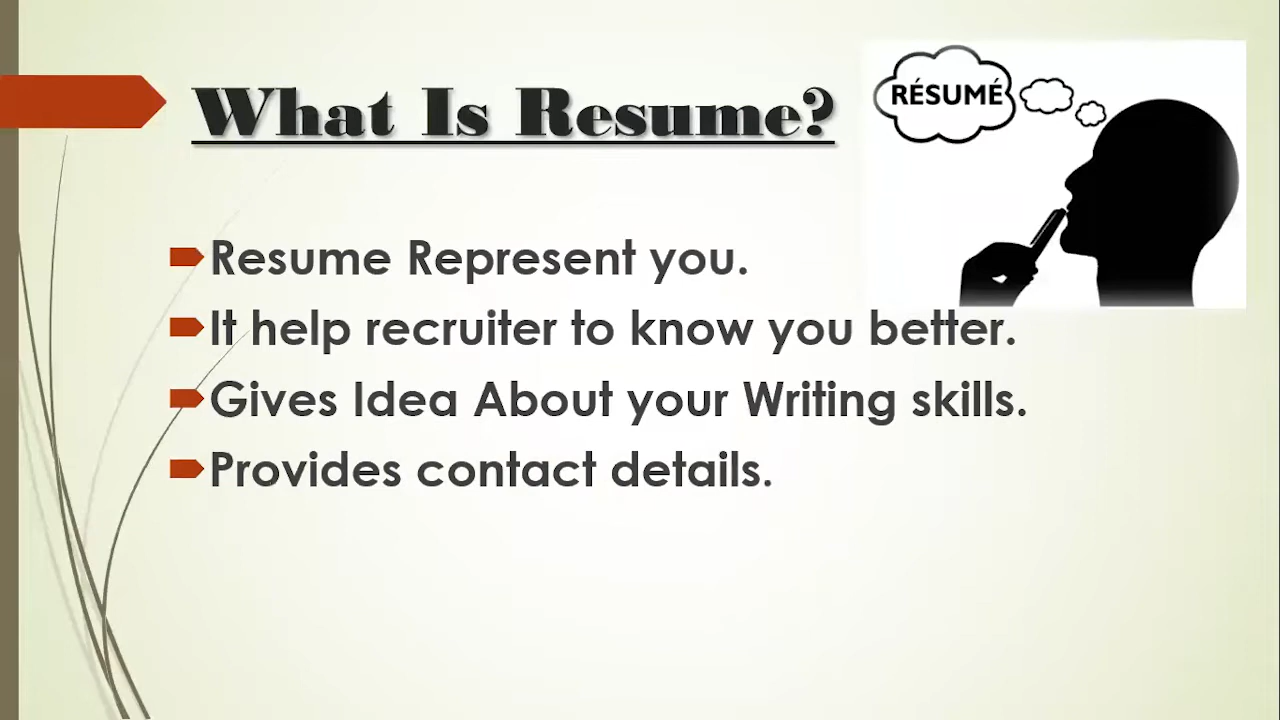 What Is Resume?
RÉSUMÉ
Resume Represent you.
It help recruiter to know you better.
Gives Idea About your Writing skills.
Provides contact details.